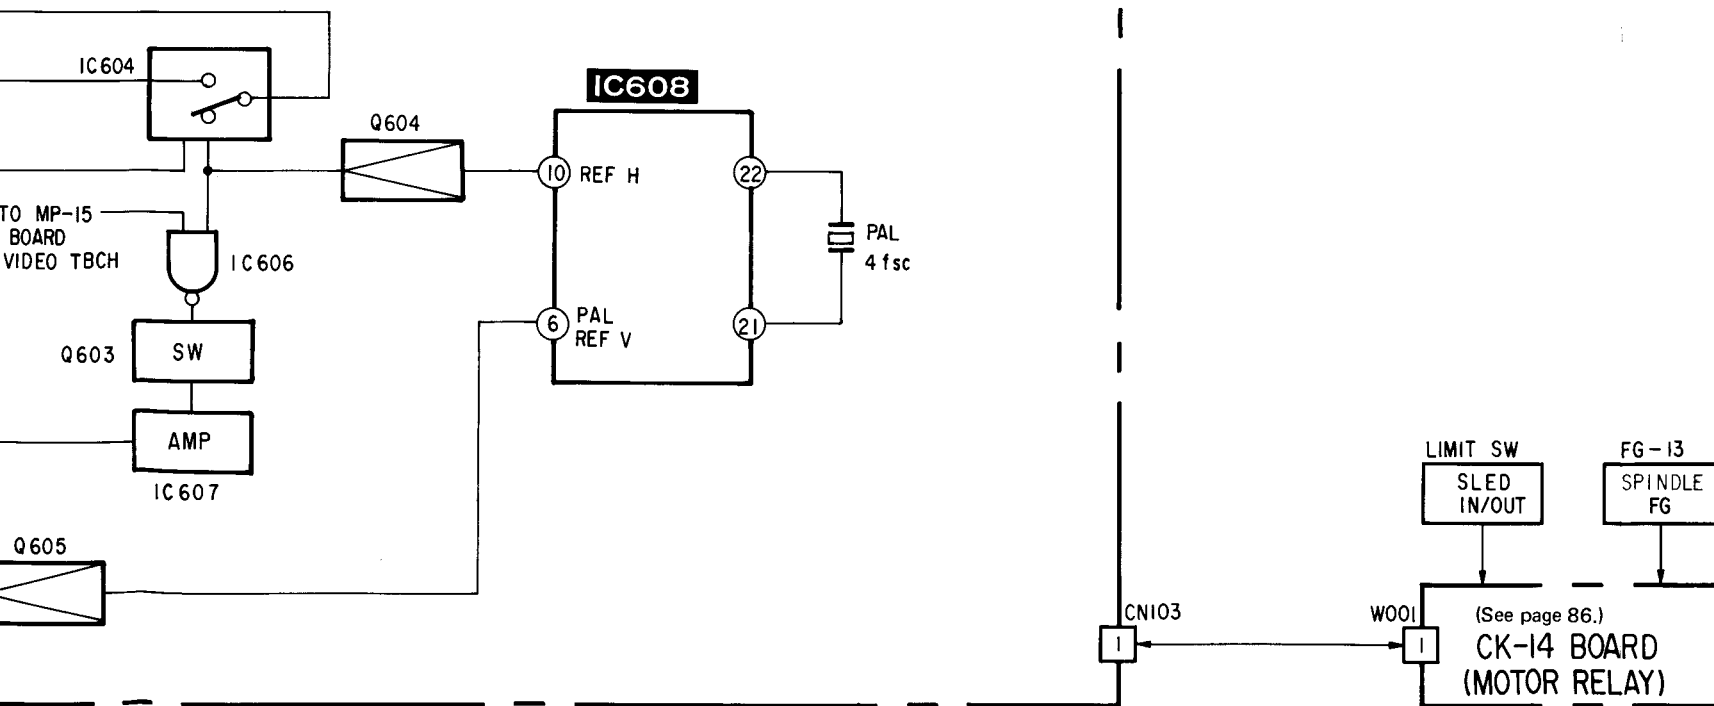 IC604
IC608
Q604
10 REF H
22
TO MP-15
BOARD
VIDEO TBCH
IC606
PAL
4fsc
6 PAL
REF V
21
Q603
SW
AMP
IC607
LIMIT SW
SLED
IN/OUT
FG-13
SPINDLE
FG
Q605
CN103
1
W001
1
(See page 86.)
CK-14 BOARD
(MOTOR RELAY)